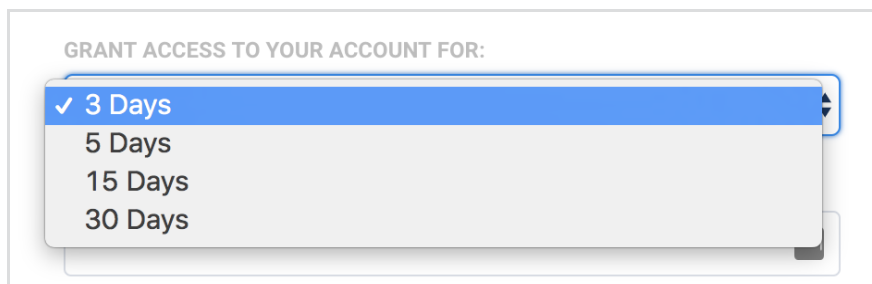 GRANT ACCESS TO YOUR ACCOUNT FOR:
✓ 3 Days
5 Days
15 Days
30 Days